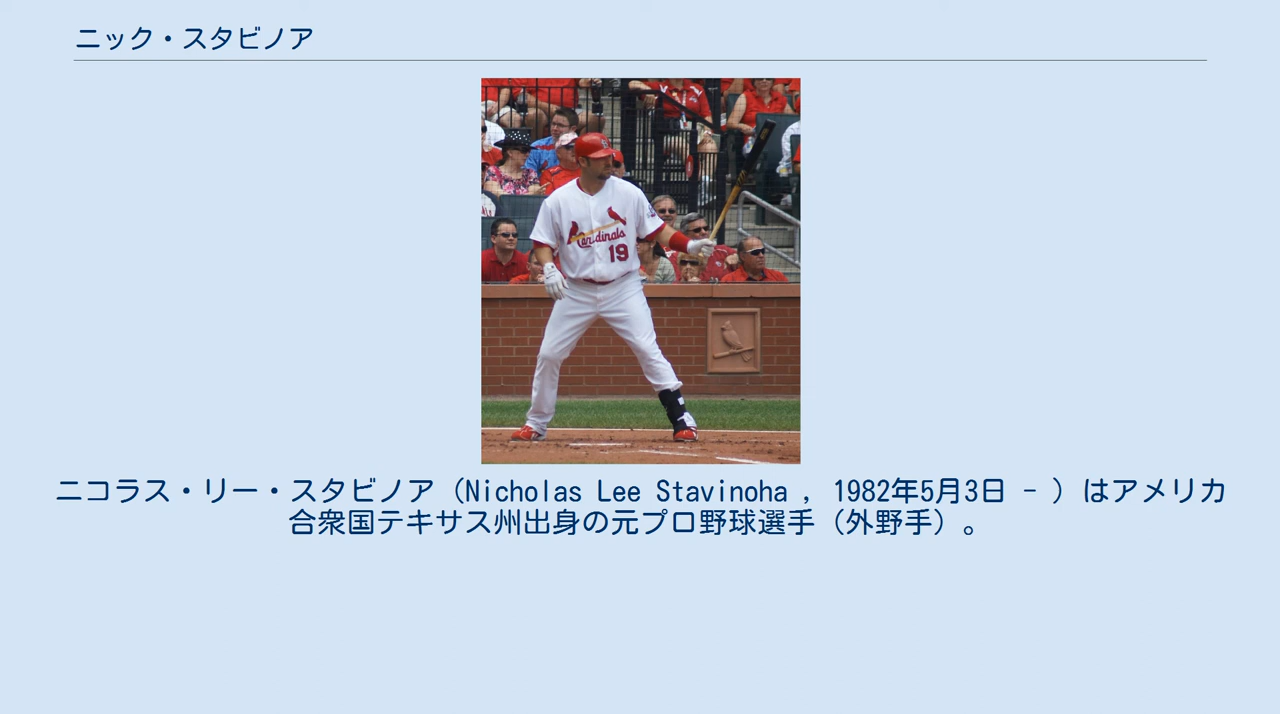 ニック・スタビノア
Cardinals
19
ニコラス・リー・スタビノア（Nicholas Lee Stavinoha , 1982年5月3日 - ）はアメリカ
合衆国テキサス州出身の元プロ野球選手（外野手）。